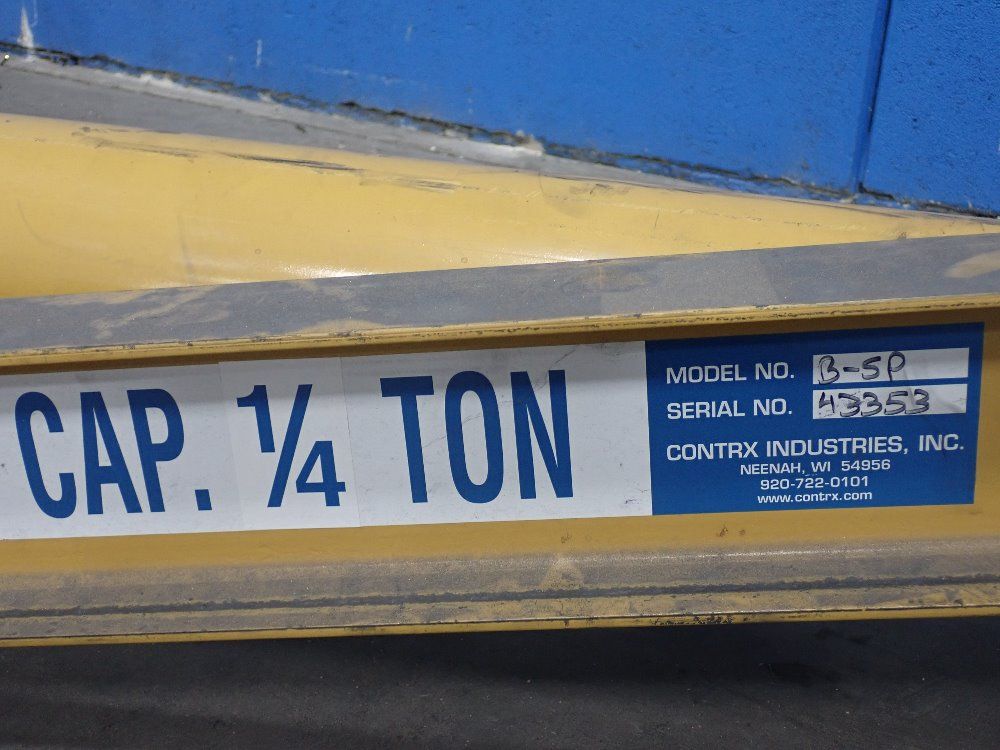 CAP. 1/4 TON
MODEL NO. B-5P
SERIAL NO. 43353
CONTRX INDUSTRIES, INC.
NEENAH, WI 54956
920-722-0101
www.contrx.com